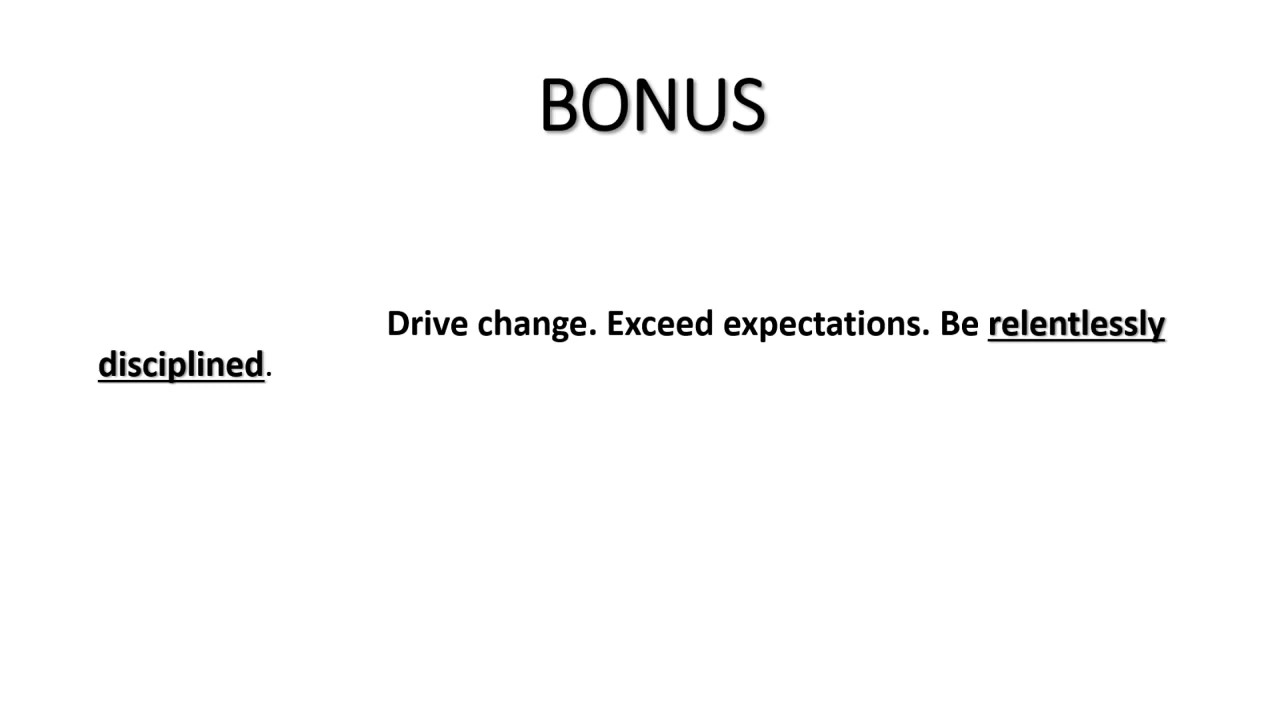 BONUS
Drive change. Exceed expectations. Be relentlessly
disciplined.